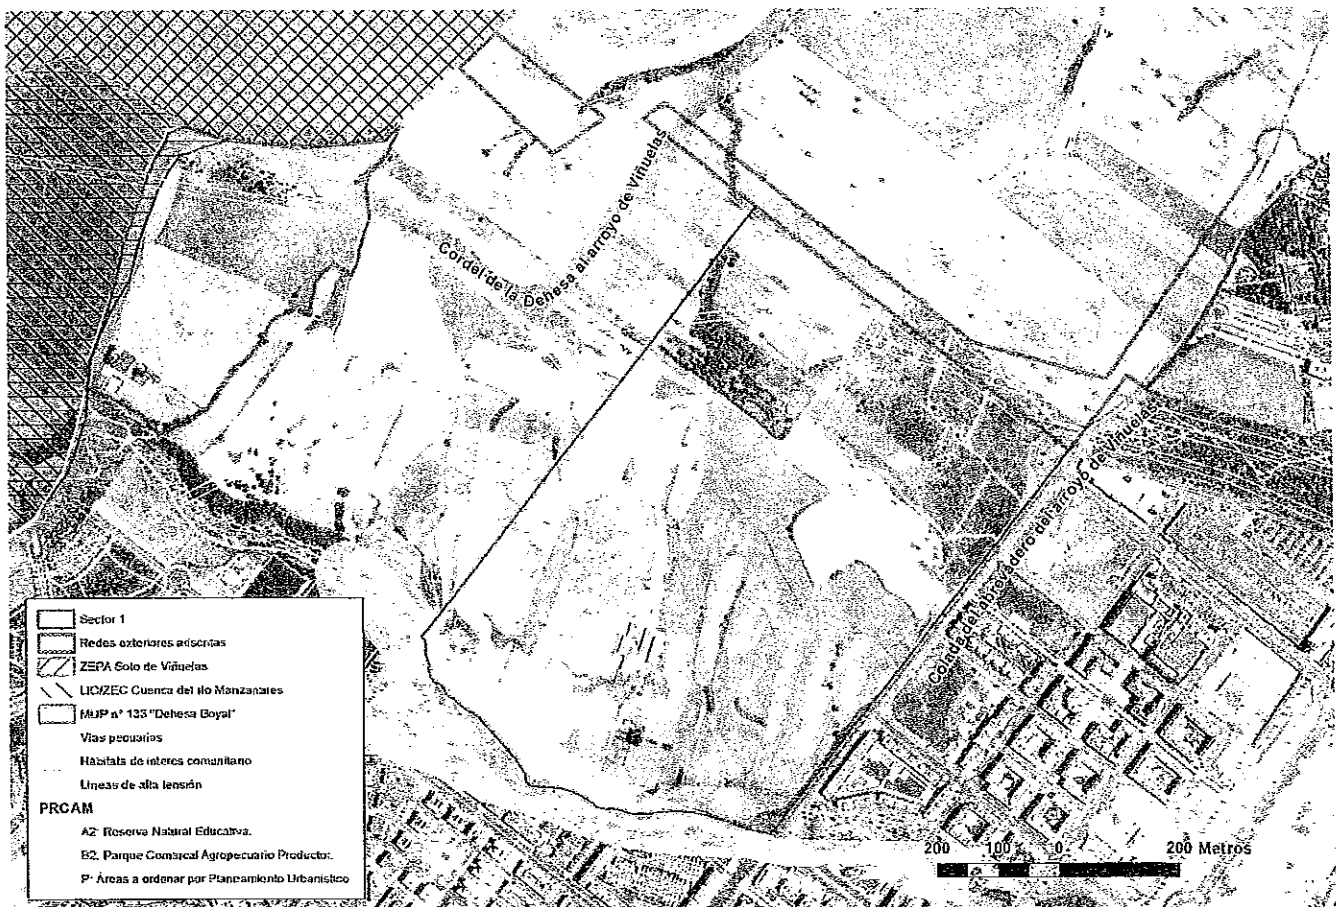 Cordel de la Dehesa al arroyo de Viñuelas
Colada del Abrevadero del arroyo de Viñuelas
Sector 1
Redes exteriores adscritas
ZEPA Soto de Viñuelas
LIC/ZEC Cuenca del río Manzanares
MUP nº 133 "Dehesa Boyal"
Vías pecuarias
Hábitats de interes comunitario
Líneas de alta tensión
PRCAM
A2: Reserva Natural Educativa.
B2. Parque Comarcal Agropecuario Productor.
P: Áreas a ordenar por Planeamiento Urbanístico
200 100 0 200 Metros